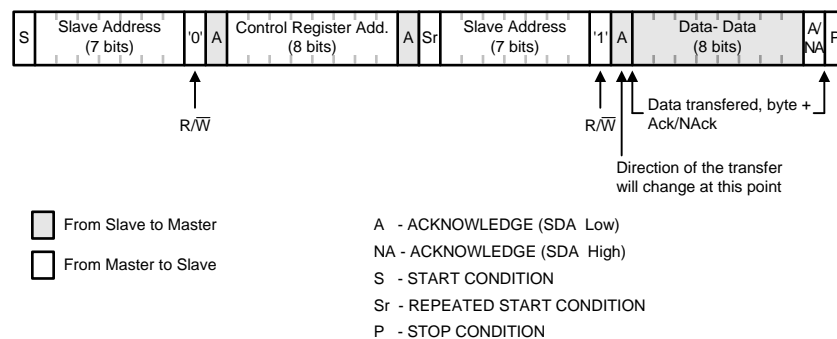 S Slave Address (7 bits) '0' A Control Register Add. (8 bits) A Sr Slave Address (7 bits) '1' A Data- Data (8 bits) A/ NA P
R/W̅ R/W̅ Data transfered, byte + Ack/NAck
Direction of the transfer
will change at this point
From Slave to Master
From Master to Slave
A - ACKNOWLEDGE (SDA Low)
NA - ACKNOWLEDGE (SDA High)
S - START CONDITION
Sr - REPEATED START CONDITION
P - STOP CONDITION